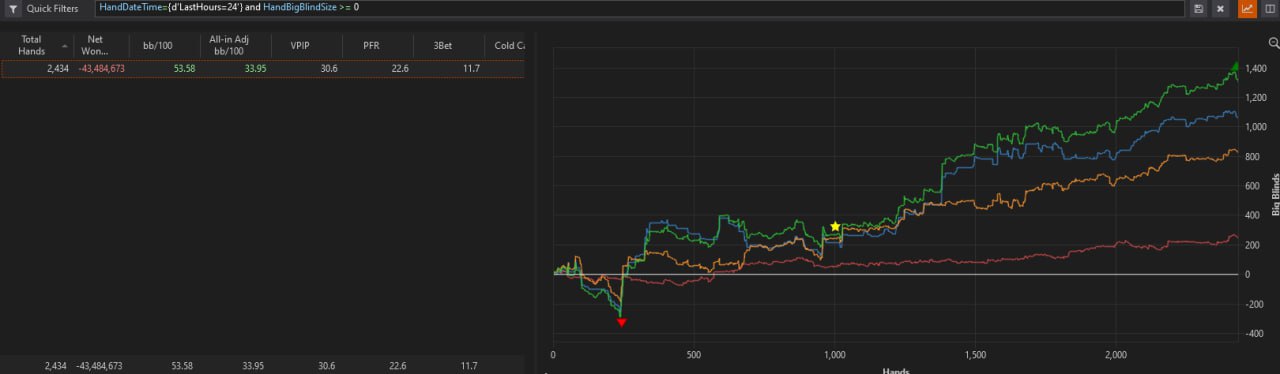 Quick Filters HandDateTime={d'LastHours=24'} and HandBigBlindSize >= 0
Total Hands Net Won... bb/100 All-in Adj bb/100 VPIP PFR 3Bet Cold Ca
2,434 -43,484,673 53.58 33.95 30.6 22.6 11.7
2,434 -43,484,673 53.58 33.95 30.6 22.6 11.7
1,400
1,200
1,000
800
600
400
200
0
-200
-400
Big Blinds
0 500 1,000 1,500 2,000
Hands